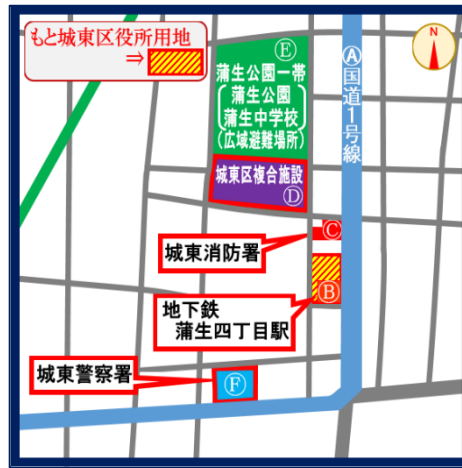 もと城東区役所用地
⇒
N
Ⓐ国道1号線
Ⓔ
蒲生公園一帯
蒲生公園
蒲生中学校
(広域避難場所)
城東区複合施設
Ⓓ
Ⓒ
城東消防署
Ⓑ
地下鉄
蒲生四丁目駅
城東警察署
Ⓕ